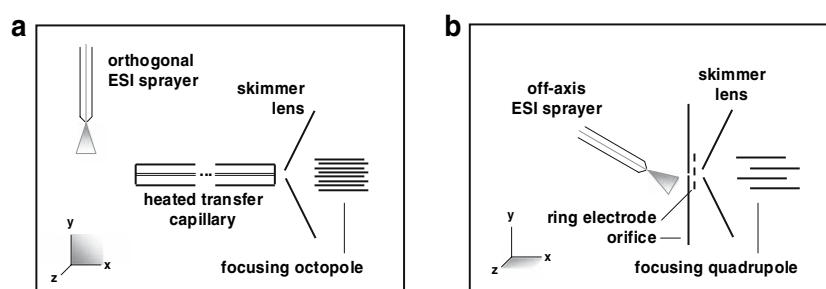 a
orthogonal
ESI sprayer
skimmer
lens
heated transfer
capillary
focusing octopole
y
x
z
b
off-axis
ESI sprayer
skimmer
lens
ring electrode
orifice
focusing quadrupole
y
x
z